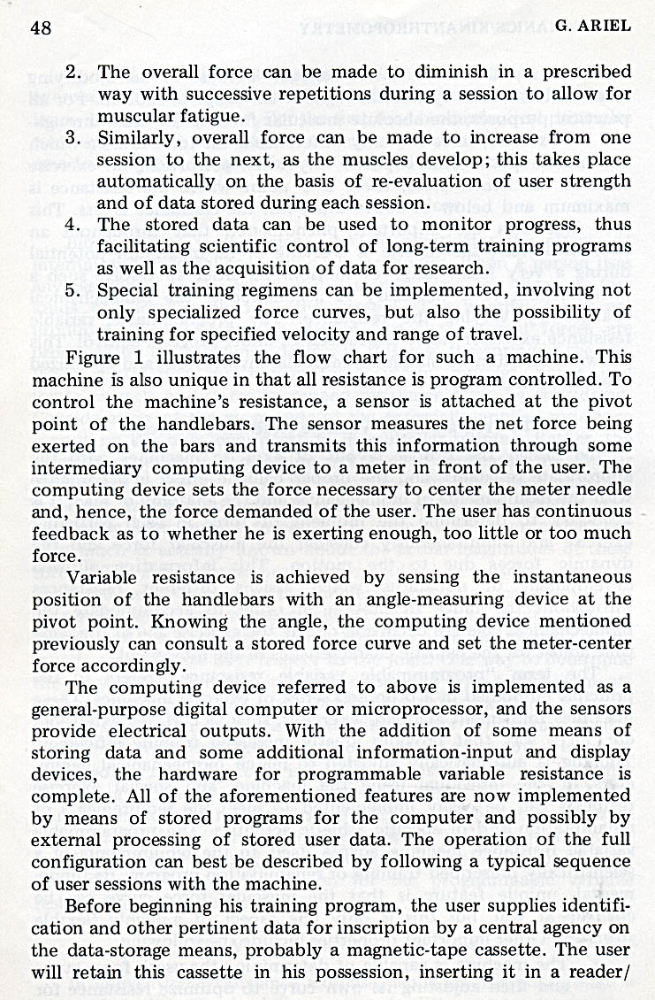 48
G. ARIEL
2. The overall force can be made to diminish in a prescribed
way with successive repetitions during a session to allow for
muscular fatigue.
3. Similarly, overall force can be made to increase from one
session to the next, as the muscles develop; this takes place
automatically on the basis of re-evaluation of user strength
and of data stored during each session.
4. The stored data can be used to monitor progress, thus
facilitating scientific control of long-term training programs
as well as the acquisition of data for research.
5. Special training regimens can be implemented, involving not
only specialized force curves, but also the possibility of
training for specified velocity and range of travel.
Figure 1 illustrates the flow chart for such a machine. This
machine is also unique in that all resistance is program controlled. To
control the machine's resistance, a sensor is attached at the pivot
point of the handlebars. The sensor measures the net force being
exerted on the bars and transmits this information through some
intermediary computing device to a meter in front of the user. The
computing device sets the force necessary to center the meter needle
and, hence, the force demanded of the user. The user has continuous
feedback as to whether he is exerting enough, too little or too much
force.
Variable resistance is achieved by sensing the instantaneous
position of the handlebars with an angle-measuring device at the
pivot point. Knowing the angle, the computing device mentioned
previously can consult a stored force curve and set the meter-center
force accordingly.
The computing device referred to above is implemented as a
general-purpose digital computer or microprocessor, and the sensors
provide electrical outputs. With the addition of some means of
storing data and some additional information-input and display
devices, the hardware for programmable variable resistance is
complete. All of the aforementioned features are now implemented
by means of stored programs for the computer and possibly by
external processing of stored user data. The operation of the full
configuration can best be described by following a typical sequence
of user sessions with the machine.
Before beginning his training program, the user supplies identifi-
cation and other pertinent data for inscription by a central agency on
the data-storage means, probably a magnetic-tape cassette. The user
will retain this cassette in his possession, inserting it in a reader/